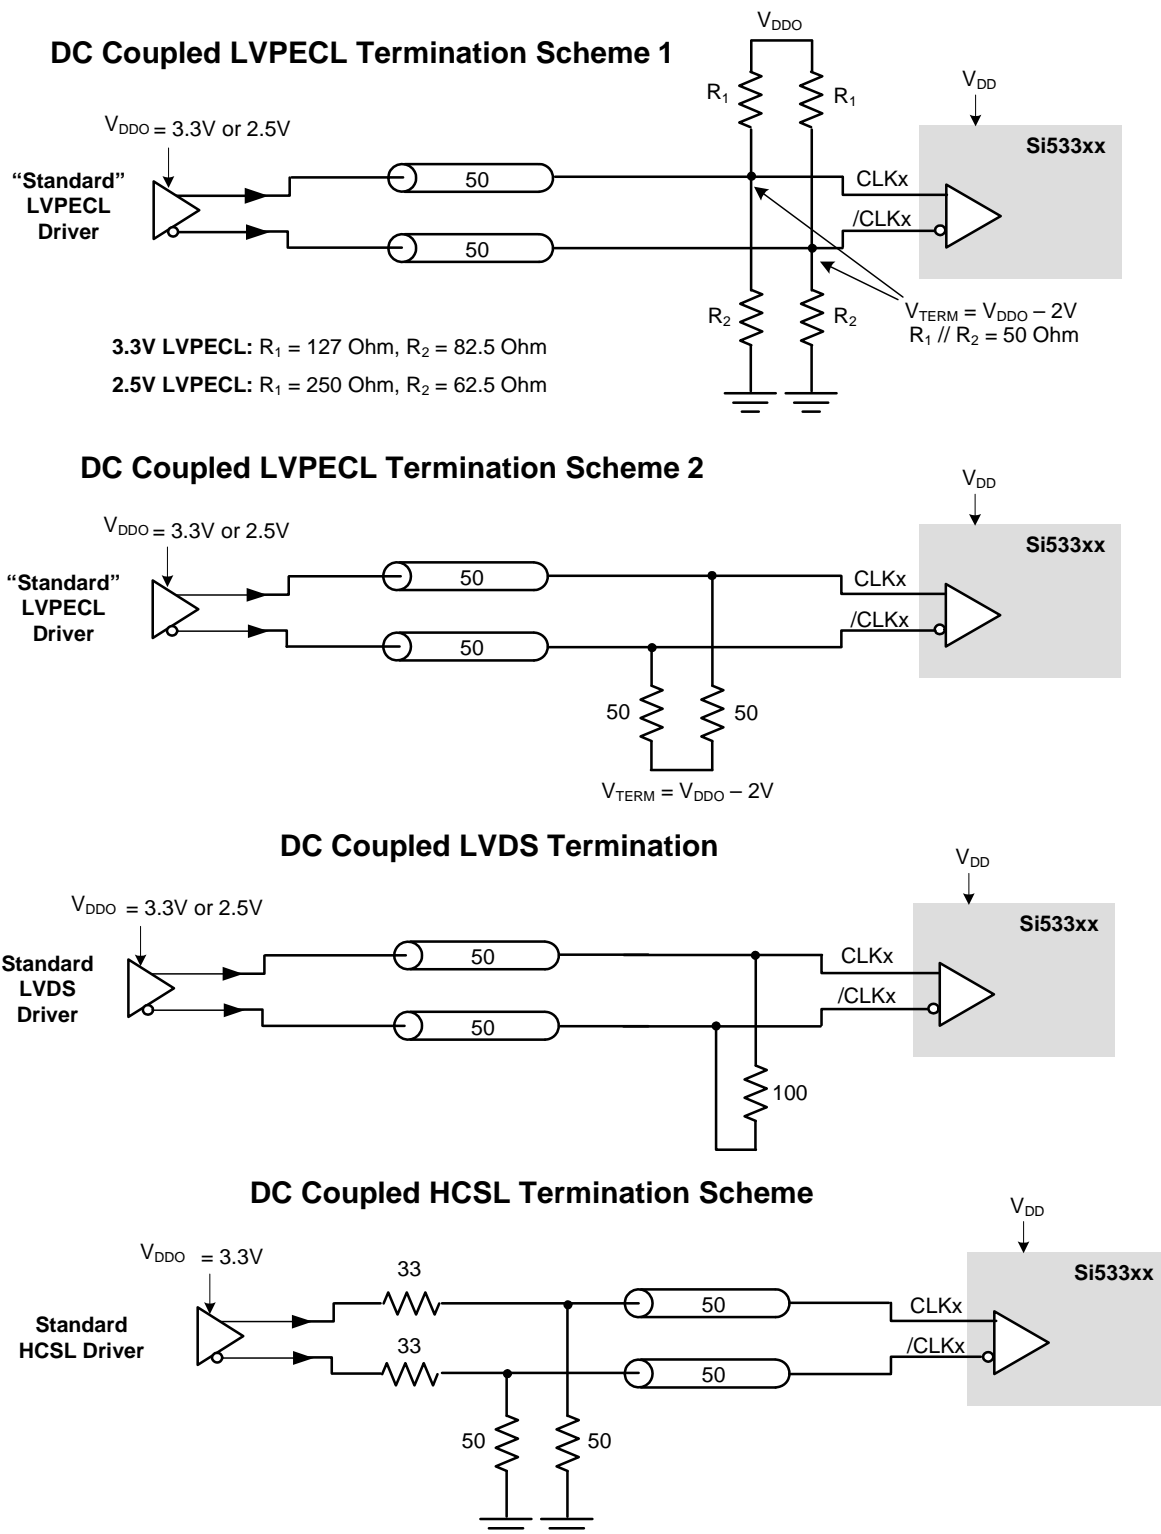 DC Coupled LVPECL Termination Scheme 1
VDDO
R1
R1
VDD
VDDO = 3.3V or 2.5V
Si533xx
“Standard”
LVPECL
Driver
50
CLKx
/CLKx
50
R2
R2
VTERM = VDDO – 2V
R1 // R2 = 50 Ohm
3.3V LVPECL: R1 = 127 Ohm, R2 = 82.5 Ohm
2.5V LVPECL: R1 = 250 Ohm, R2 = 62.5 Ohm
DC Coupled LVPECL Termination Scheme 2
VDD
VDDO = 3.3V or 2.5V
Si533xx
“Standard”
LVPECL
Driver
50
CLKx
/CLKx
50
50
50
VTERM = VDDO – 2V
DC Coupled LVDS Termination
VDD
VDDO = 3.3V or 2.5V
Si533xx
Standard
LVDS
Driver
50
CLKx
/CLKx
50
100
DC Coupled HCSL Termination Scheme
VDD
VDDO = 3.3V
33
Si533xx
Standard
HCSL Driver
50
CLKx
33
/CLKx
50
50
50